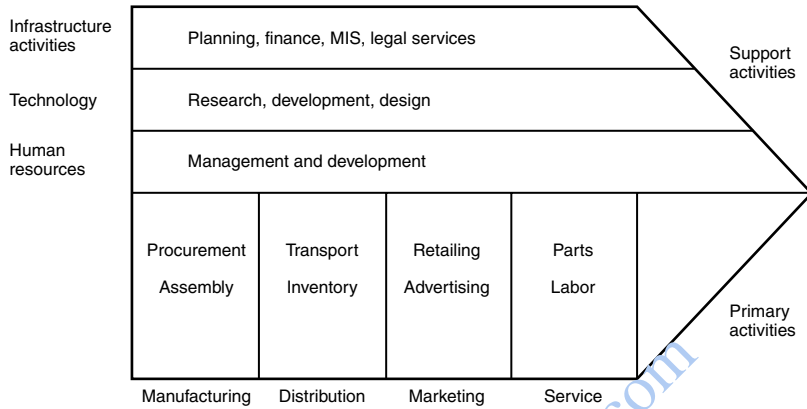 Infrastructure
activities
Planning, finance, MIS, legal services
Support
activities
Technology
Research, development, design
Human
resources
Management and development
Procurement
Assembly
Transport
Inventory
Retailing
Advertising
Parts
Labor
Primary
activities
Manufacturing
Distribution
Marketing
Service
.com